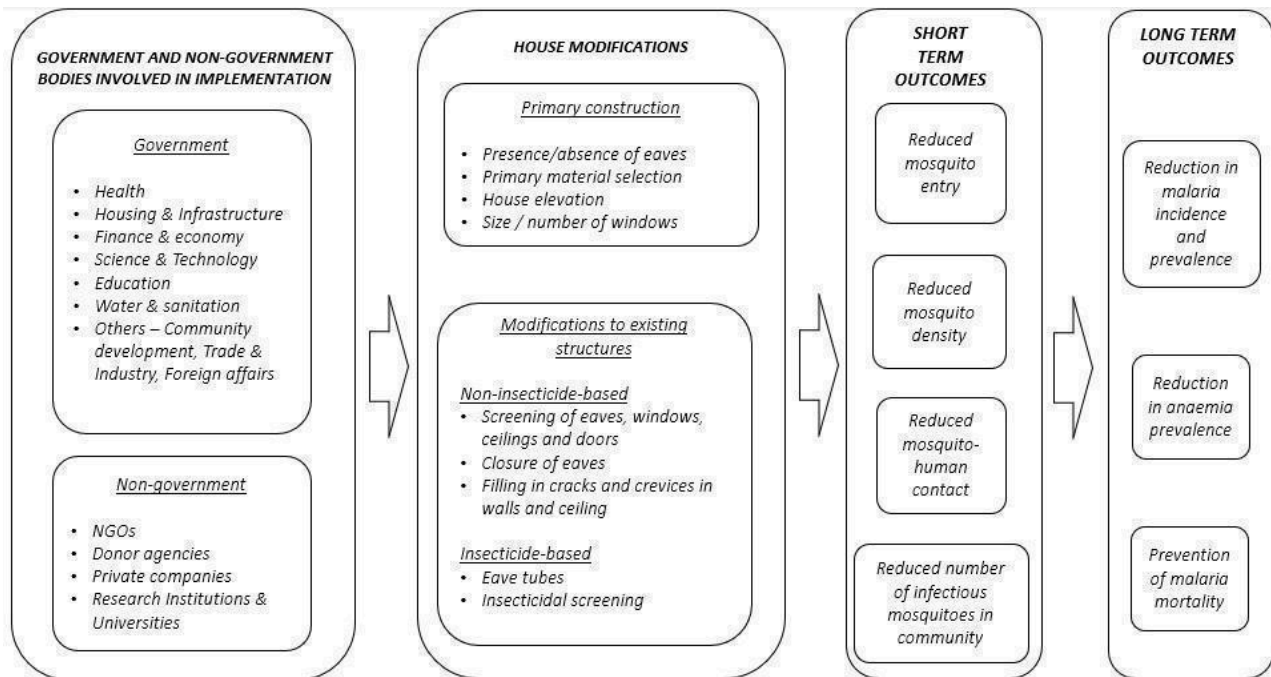 GOVERNMENT AND NON-GOVERNMENT
BODIES INVOLVED IN IMPLEMENTATION
Government
• Health
• Housing & Infrastructure
• Finance & economy
• Science & Technology
• Education
• Water & sanitation
• Others – Community
development, Trade &
Industry, Foreign affairs
Non-government
• NGOs
• Donor agencies
• Private companies
• Research Institutions &
Universities
HOUSE MODIFICATIONS
Primary construction
• Presence/absence of eaves
• Primary material selection
• House elevation
• Size / number of windows
Modifications to existing
structures
Non-insecticide-based
• Screening of eaves, windows,
ceilings and doors
• Closure of eaves
• Filling in cracks and crevices in
walls and ceiling
Insecticide-based
• Eave tubes
• Insecticidal screening
SHORT
TERM
OUTCOMES
Reduced
mosquito
entry
Reduced
mosquito
density
Reduced
mosquito-
human
contact
Reduced number
of infectious
mosquitoes in
community
LONG TERM
OUTCOMES
Reduction in
malaria
incidence
and
prevalence
Reduction
in anaemia
prevalence
Prevention
of malaria
mortality